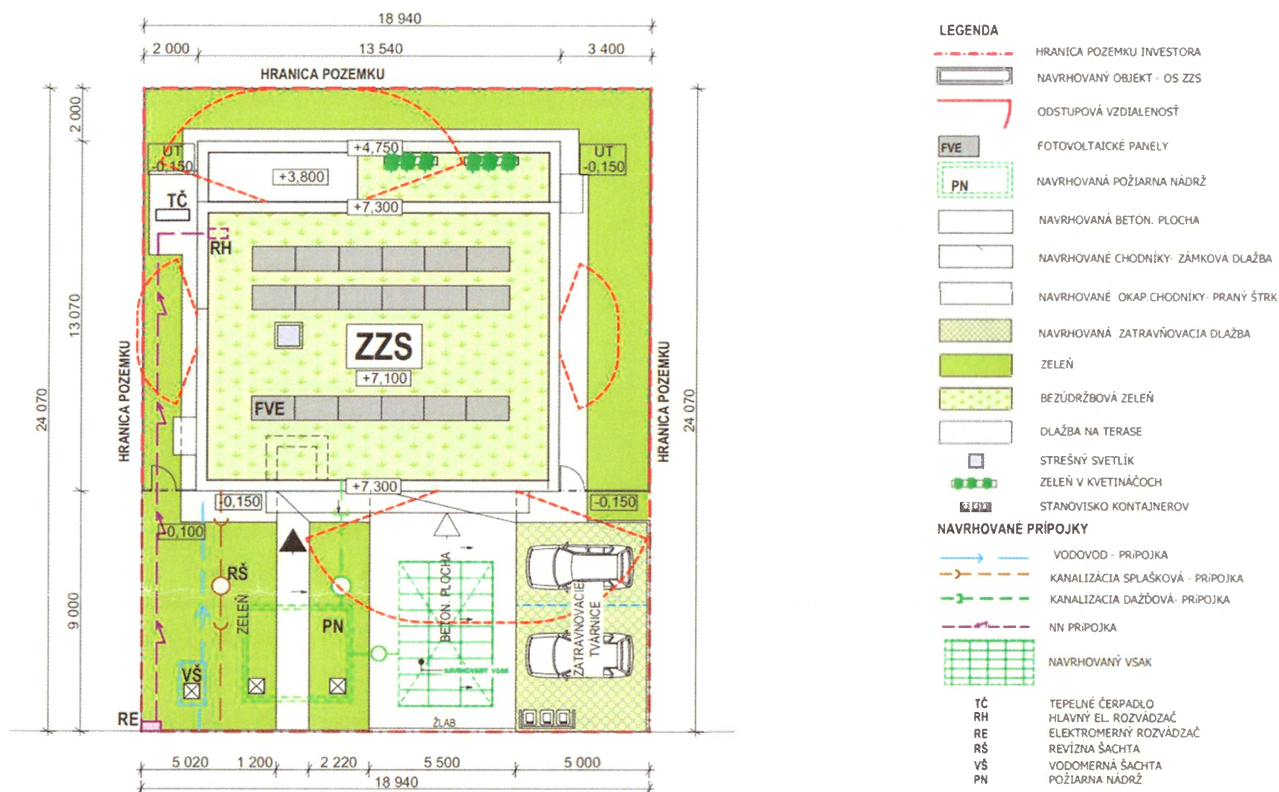 18 940
2 000
13 540
3 400
HRANICA POZEMKU
2 000
13 070
9 000
24 070
24 070
HRANICA POZEMKU
HRANICA POZEMKU
UT
-0,150
UT
-0,150
+4,750
+3,800
+7,300
TČ
RH
ZZS
+7,100
FVE
+7,300
-0,150
-0,150
-0,100
RŠ
ZELEŇ
PN
BETÓN. PLOCHA
ZATRAVŇOVACIE
TVÁRNICE
NAVRHOVANÝ VSAK
VŠ
RE
ŽLAB
5 020
1 200
2 220
5 500
5 000
18 940
LEGENDA
HRANICA POZEMKU INVESTORA
NAVRHOVANÝ OBJEKT - OS ZZS
ODSTUPOVÁ VZDIALENOSŤ
FVE
FOTOVOLTAICKÉ PANELY
PN
NAVRHOVANÁ POŽIARNA NÁDRŽ
NAVRHOVANÁ BETÓN. PLOCHA
NAVRHOVANÉ CHODNÍKY- ZÁMKOVÁ DLAŽBA
NAVRHOVANÉ OKAP.CHODNÍKY- PRANÝ ŠTRK
NAVRHOVANÁ ZATRAVŇOVACIA DLAŽBA
ZELEŇ
BEZÚDRŽBOVÁ ZELEŇ
DLAŽBA NA TERASE
STREŠNÝ SVETLÍK
ZELEŇ V KVETINÁČOCH
STANOVISKO KONTAJNEROV
NAVRHOVANÉ PRÍPOJKY
VODOVOD - PRÍPOJKA
KANALIZÁCIA SPLAŠKOVÁ - PRÍPOJKA
KANALIZÁCIA DAŽĎOVÁ- PRÍPOJKA
NN PRÍPOJKA
NAVRHOVANÝ VSAK
TČ TEPELNÉ ČERPADLO
RH HLAVNÝ EL. ROZVÁDZAČ
RE ELEKTROMERNÝ ROZVÁDZAČ
RŠ REVÍZNA ŠACHTA
VŠ VODOMERNÁ ŠACHTA
PN POŽIARNA NÁDRŽ